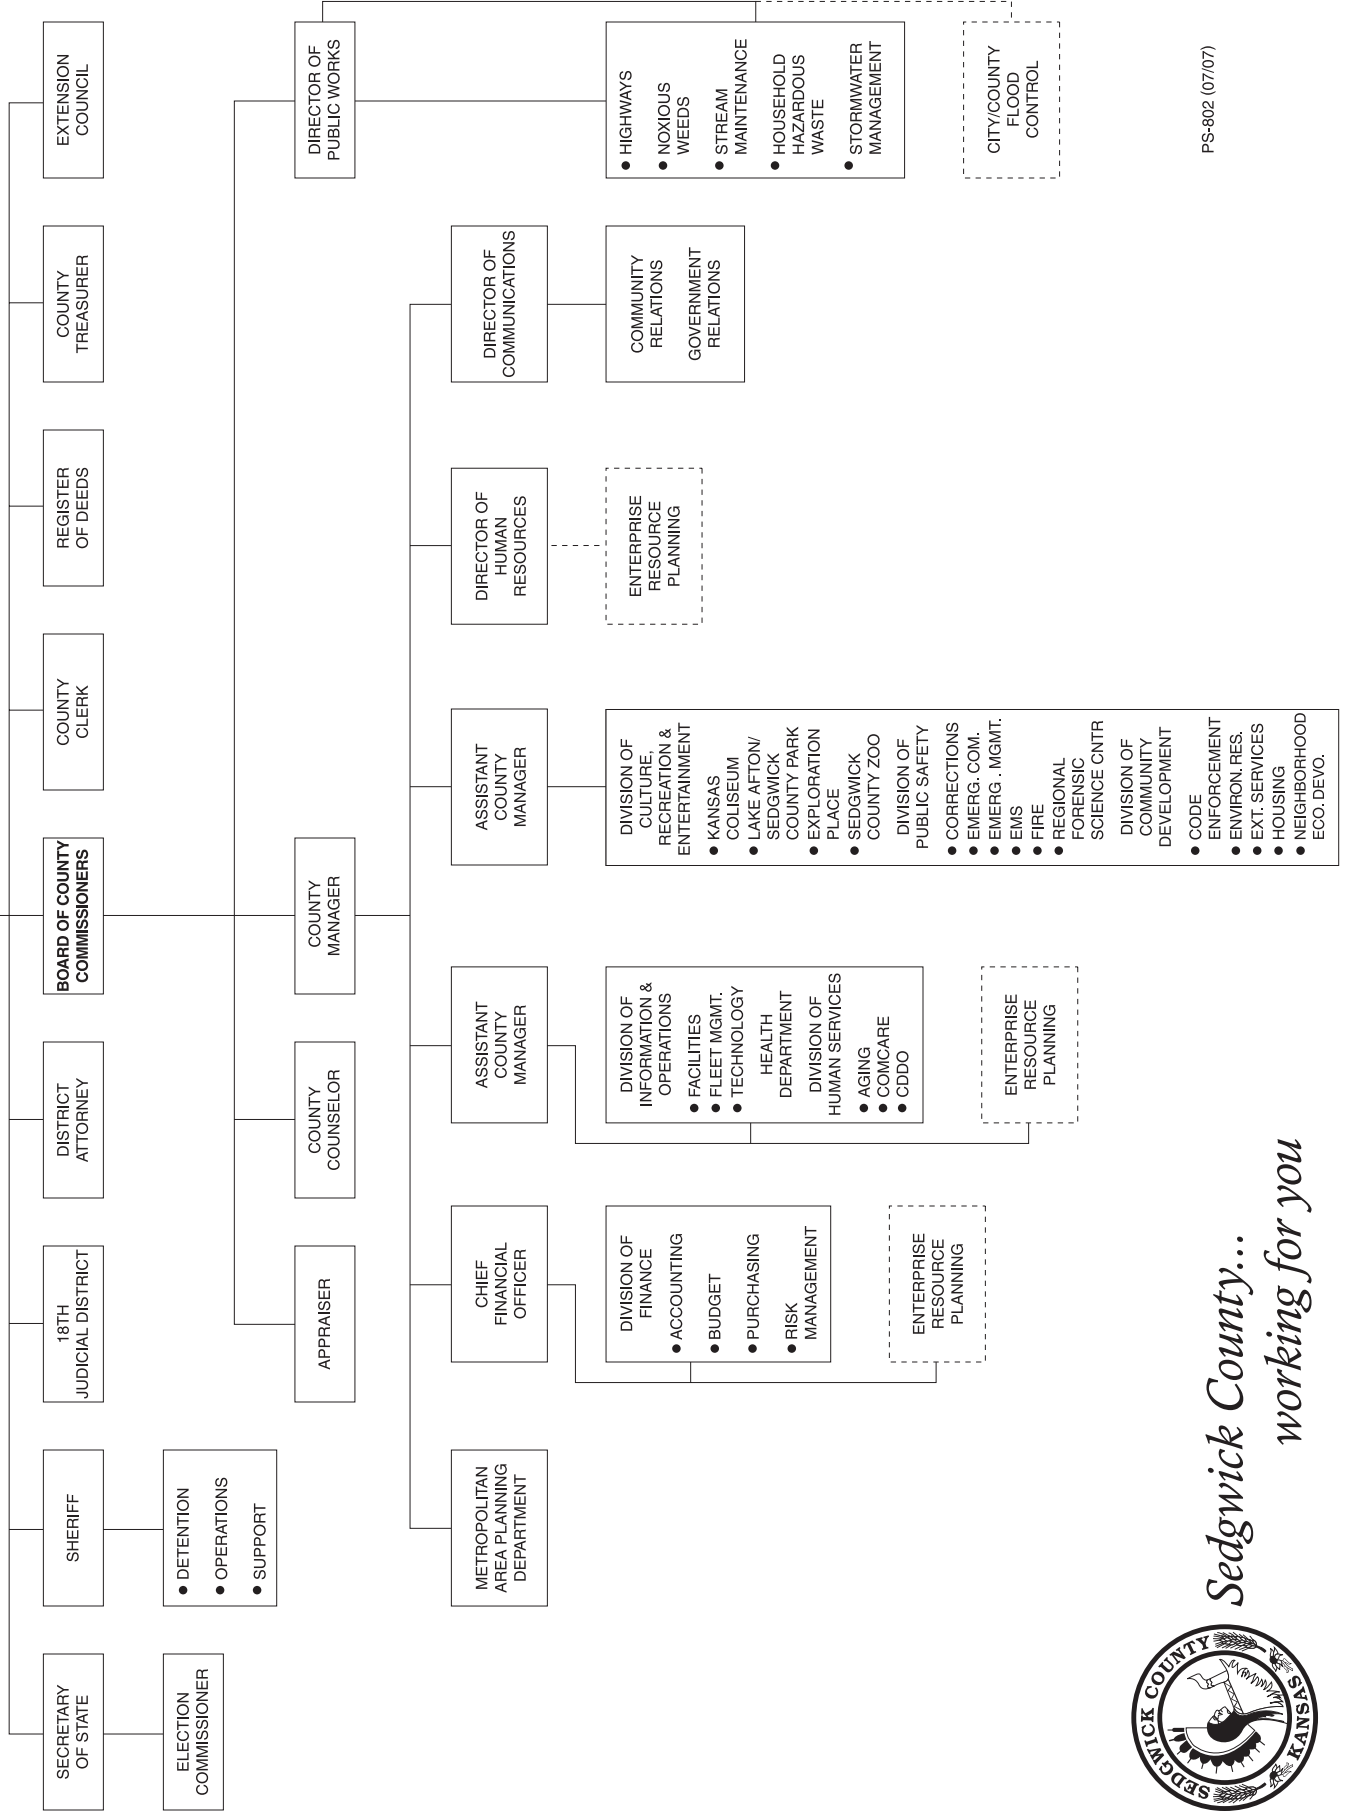 SECRETARY
OF STATE
SHERIFF
18TH
JUDICIAL DISTRICT
DISTRICT
ATTORNEY
BOARD OF COUNTY
COMMISSIONERS
COUNTY
CLERK
REGISTER
OF DEEDS
COUNTY
TREASURER
EXTENSION
COUNCIL
ELECTION
COMMISSIONER
● DETENTION
● OPERATIONS
● SUPPORT
APPRAISER
COUNTY
COUNSELOR
COUNTY
MANAGER
DIRECTOR OF
PUBLIC WORKS
METROPOLITAN
AREA PLANNING
DEPARTMENT
CHIEF
FINANCIAL
OFFICER
ASSISTANT
COUNTY
MANAGER
ASSISTANT
COUNTY
MANAGER
DIRECTOR OF
HUMAN
RESOURCES
DIRECTOR OF
COMMUNICATIONS
DIVISION OF
FINANCE
● ACCOUNTING
● BUDGET
● PURCHASING
● RISK
MANAGEMENT
ENTERPRISE
RESOURCE
PLANNING
DIVISION OF
INFORMATION &
OPERATIONS
● FACILITIES
● FLEET MGMT.
● TECHNOLOGY
HEALTH
DEPARTMENT
DIVISION OF
HUMAN SERVICES
● AGING
● COMCARE
● CDDO
ENTERPRISE
RESOURCE
PLANNING
DIVISION OF
CULTURE,
RECREATION &
ENTERTAINMENT
● KANSAS
COLISEUM
● LAKE AFTON/
SEDGWICK
COUNTY PARK
● EXPLORATION
PLACE
● SEDGWICK
COUNTY ZOO
DIVISION OF
PUBLIC SAFETY
● CORRECTIONS
● EMERG. COM.
● EMERG . MGMT.
● EMS
● FIRE
● REGIONAL
FORENSIC
SCIENCE CNTR
DIVISION OF
COMMUNITY
DEVELOPMENT
● CODE
ENFORCEMENT
● ENVIRON. RES.
● EXT. SERVICES
● HOUSING
● NEIGHBORHOOD
ECO. DEVO.
ENTERPRISE
RESOURCE
PLANNING
COMMUNITY
RELATIONS
GOVERNMENT
RELATIONS
● HIGHWAYS
● NOXIOUS
WEEDS
● STREAM
MAINTENANCE
● HOUSEHOLD
HAZARDOUS
WASTE
● STORMWATER
MANAGEMENT
CITY/COUNTY
FLOOD
CONTROL
SEDGWICK COUNTY
KANSAS
Sedgwick County...
working for you
PS-802 (07/07)